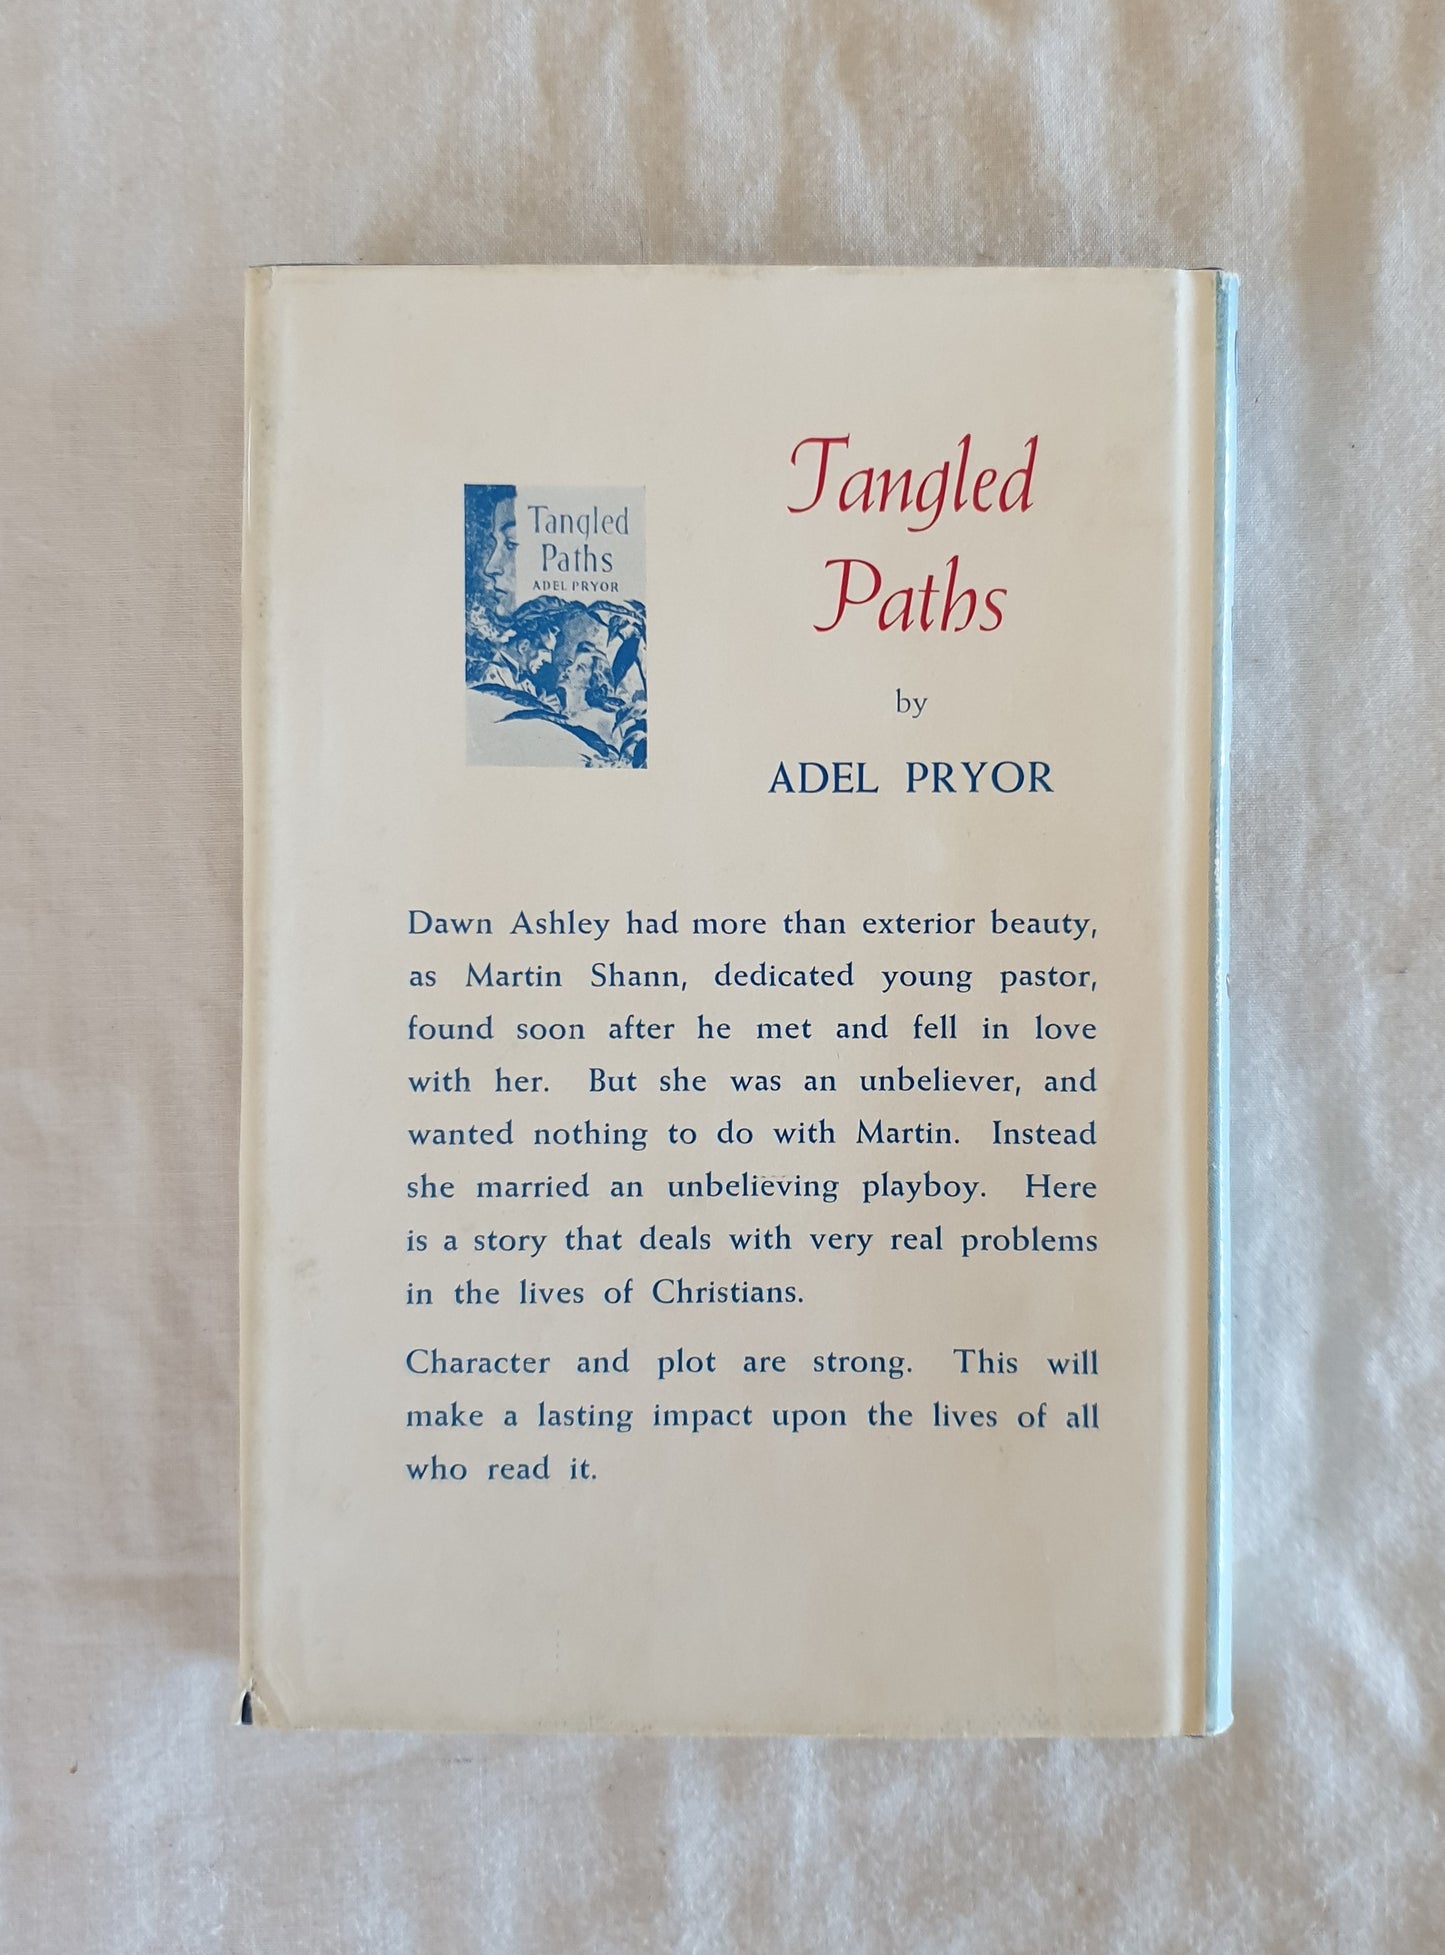 Tangled
Paths
ADEL PRYOR
Tangled
Paths
by
ADEL PRYOR
Dawn Ashley had more than exterior beauty,
as Martin Shann, dedicated young pastor,
found soon after he met and fell in love
with her. But she was an unbeliever, and
wanted nothing to do with Martin. Instead
she married an unbelieving playboy. Here
is a story that deals with very real problems
in the lives of Christians.
Character and plot are strong. This will
make a lasting impact upon the lives of all
who read it.